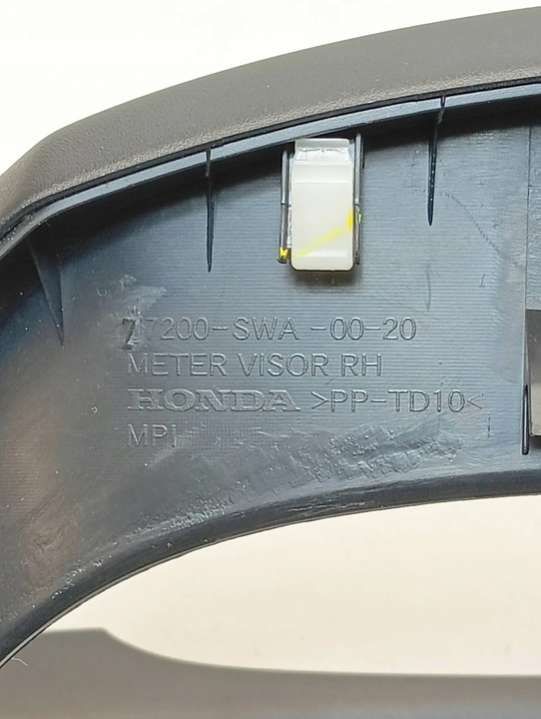 77200-SWA-00-20
METER VISOR RH
HONDA >PP-TD10<
MPI